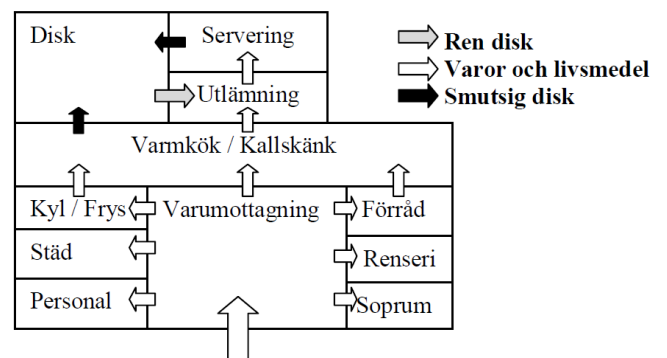 Disk
Servering
Utlämning
Varmkök / Kallskänk
Kyl / Frys
Varumottagning
Förråd
Städ
Renseri
Personal
Soprum
Ren disk
Varor och livsmedel
Smutsig disk